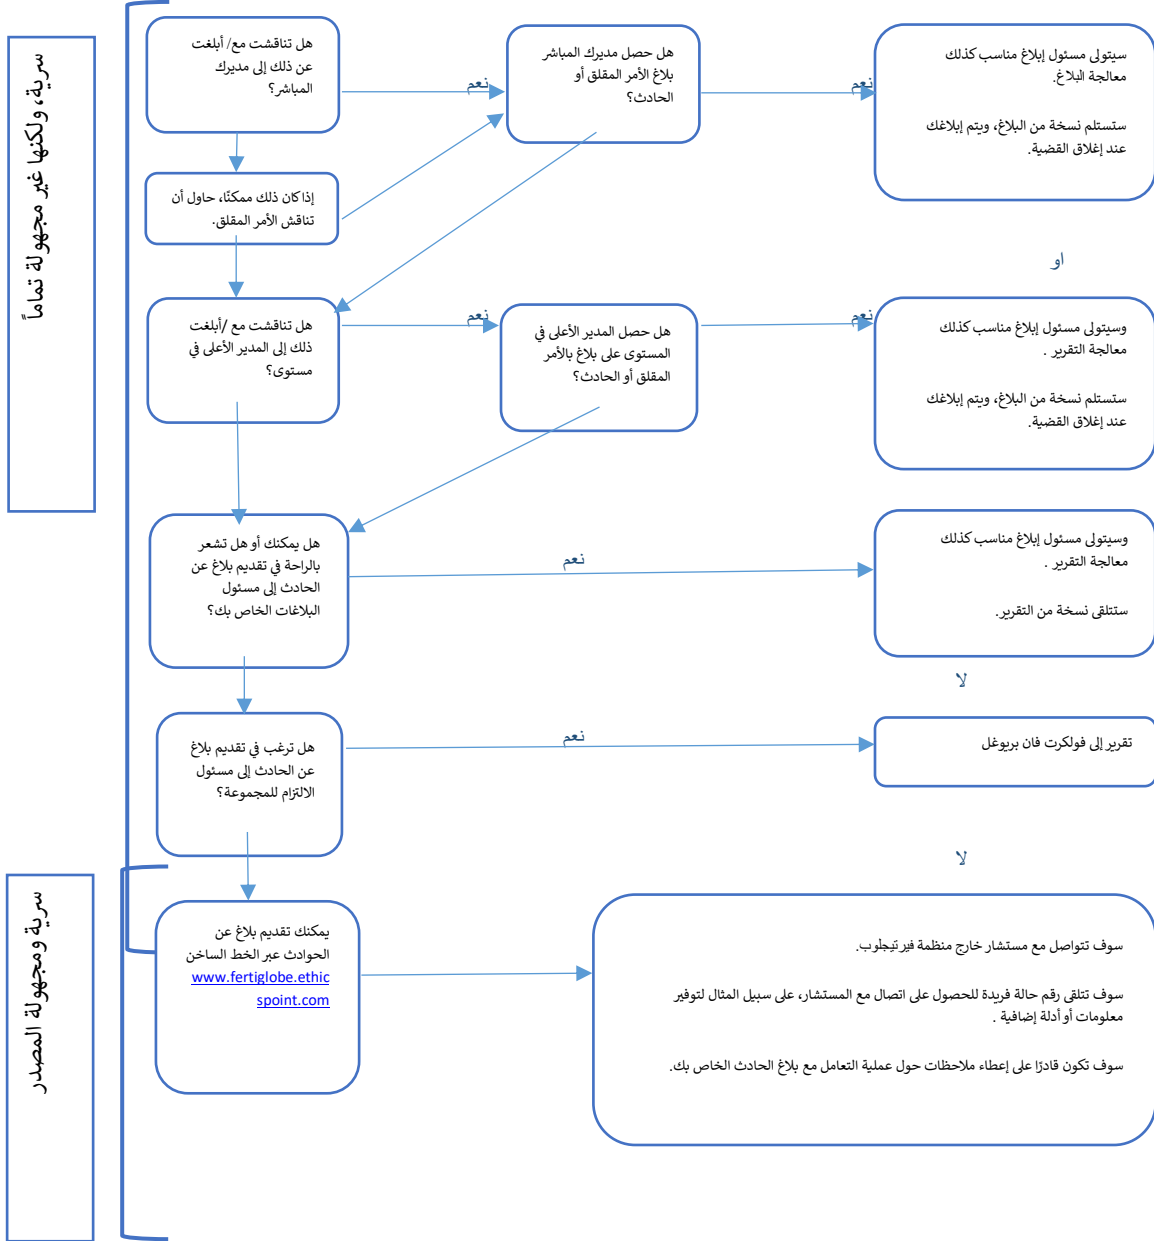 سرية، ولكنها غير مجهولة تماماً
هل تناقشت مع/ أبلغت
عن ذلك إلى مديرك
المباشر؟
نعم
هل حصل مديرك المباشر
بلاغ الأمر المقلق أو
الحادث؟
نعم
سيتولى مسئول إبلاغ مناسب كذلك
معالجة البلاغ.
ستستلم نسخة من البلاغ، ويتم إبلاغك
عند إغلاق القضية.
إذا كان ذلك ممكنًا، حاول أن
تناقش الأمر المقلق.
او
هل تناقشت مع /أبلغت
ذلك إلى المدير الأعلى في
مستوى؟
نعم
هل حصل المدير الأعلى في
المستوى على بلاغ بالأمر
المقلق أو الحادث؟
نعم
وسيتولى مسئول إبلاغ مناسب كذلك
معالجة التقرير .
ستستلم نسخة من البلاغ، ويتم إبلاغك
عند إغلاق القضية.
هل يمكنك أو هل تشعر
بالراحة في تقديم بلاغ عن
الحادث إلى مسئول
البلاغات الخاص بك؟
نعم
وسيتولى مسئول إبلاغ مناسب كذلك
معالجة التقرير .
ستتلقى نسخة من التقرير.
لا
هل ترغب في تقديم بلاغ
عن الحادث إلى مسئول
الالتزام للمجموعة؟
نعم
تقرير إلى فولكرت فان بريوغل
لا
سرية ومجهولة المصدر
يمكنك تقديم بلاغ عن
الحوادث عبر الخط الساخن
www.fertiglobe.ethic
spoint.com
سوف تتواصل مع مستشار خارج منظمة فيرتيجلوب.
سوف تتلقى رقم حالة فريدة للحصول على اتصال مع المستشار، على سبيل المثال لتوفير
معلومات أو أدلة إضافية .
سوف تكون قادرًا على إعطاء ملاحظات حول عملية التعامل مع بلاغ الحادث الخاص بك.